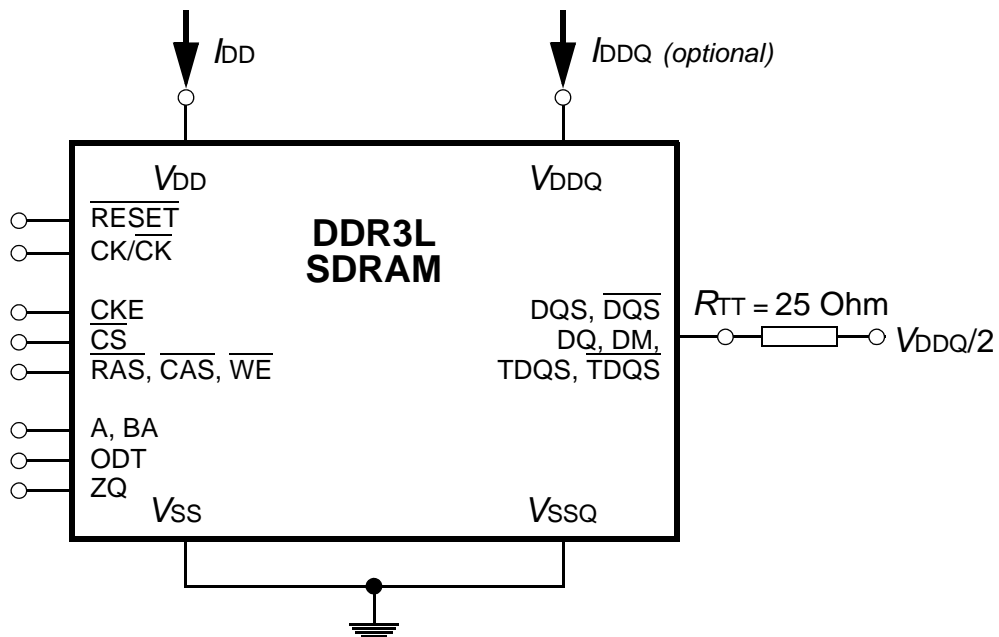 IDD
IDDQ (optional)
VDD
VDDQ
RESET
CK/CK
DDR3L
SDRAM
CKE
CS
RAS, CAS, WE
DQS, DQS
DQ, DM,
TDQS, TDQS
RTT = 25 Ohm
VDDQ/2
A, BA
ODT
ZQ
VSS
VSSQ